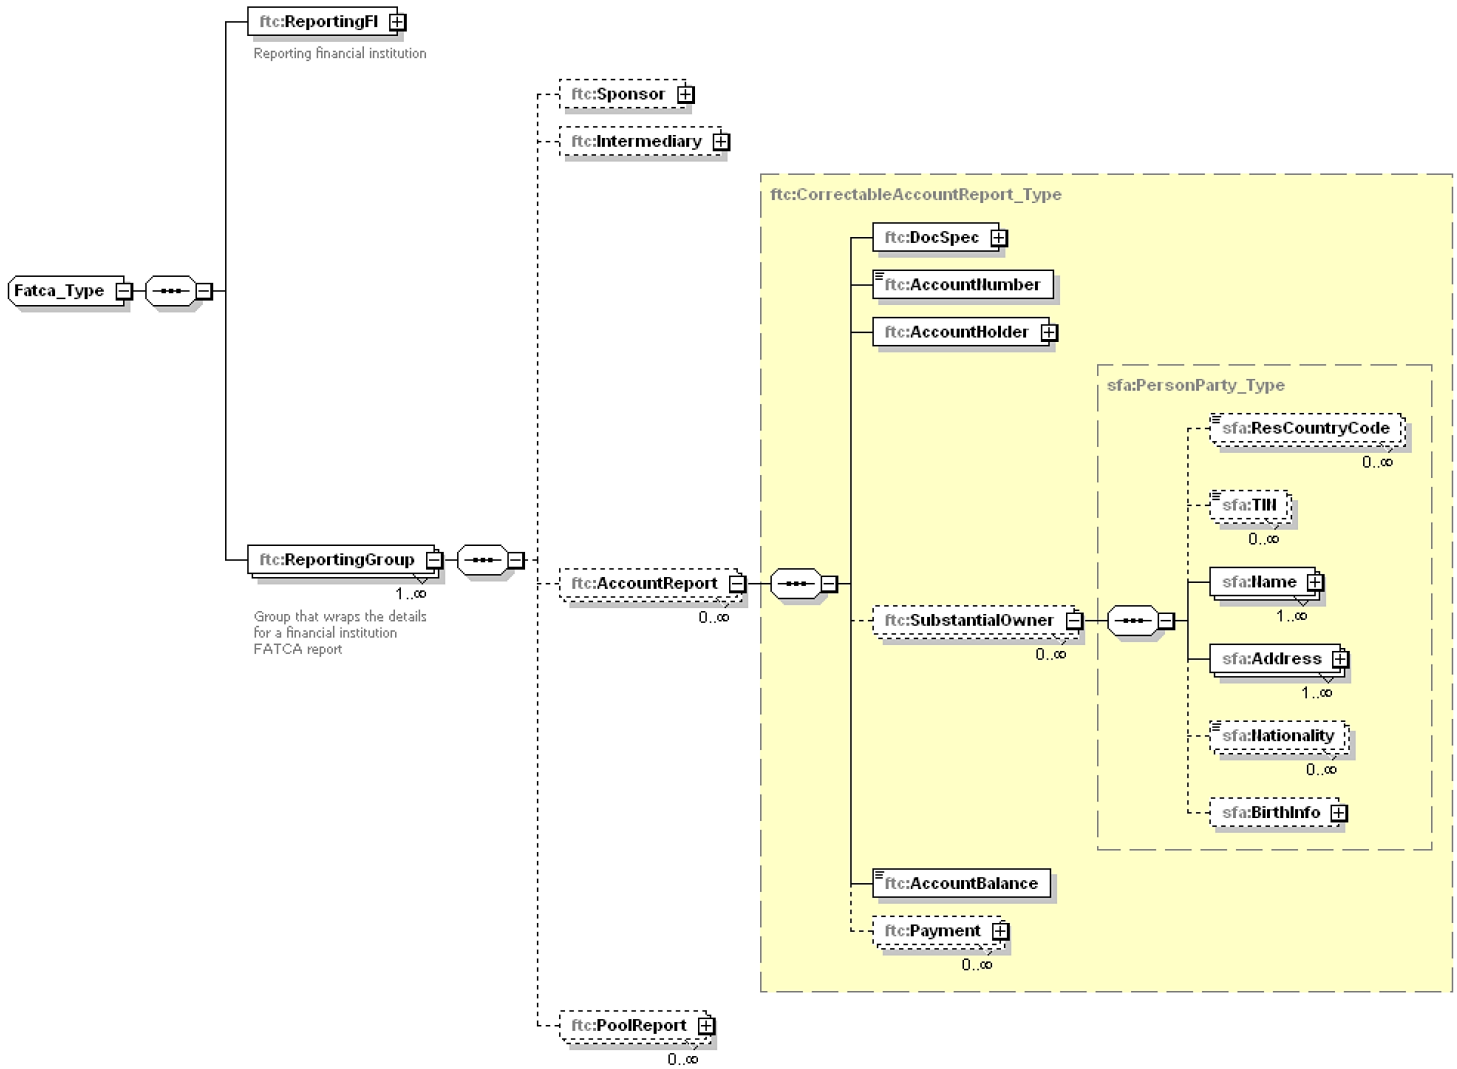 ftc:ReportingFI
Reporting financial institution
ftc:Sponsor
ftc:Intermediary
ftc:CorrectableAccountReport_Type
ftc:DocSpec
Fatca_Type
ftc:AccountNumber
ftc:AccountHolder
sfa:PersonParty_Type
sfa:ResCountryCode
0..∞
sfa:TIN
0..∞
ftc:ReportingGroup
1..∞
Group that wraps the details
for a financial institution
FATCA report
ftc:AccountReport
0..∞
sfa:Name
1..∞
ftc:SubstantialOwner
0..∞
sfa:Address
1..∞
sfa:Nationality
0..∞
sfa:BirthInfo
ftc:AccountBalance
ftc:Payment
0..∞
ftc:PoolReport
0..∞